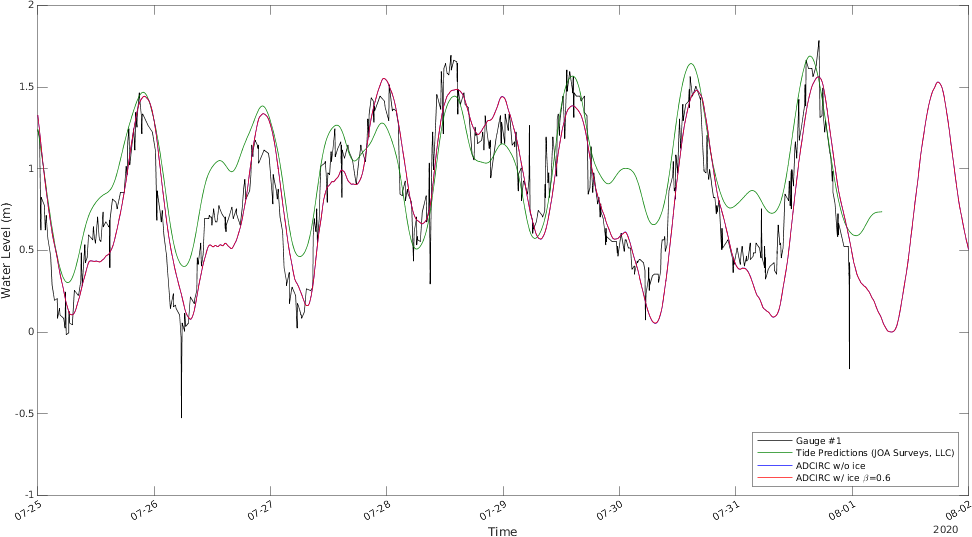 2
1.5
1
0.5
0
-0.5
-1
Water Level (m)
07-25
07-26
07-27
07-28
07-29
07-30
07-31
08-01
08-02
2020
Time
Gauge #1
Tide Predictions (JOA Surveys, LLC)
ADCIRC w/o ice
ADCIRC w/ ice β=0.6